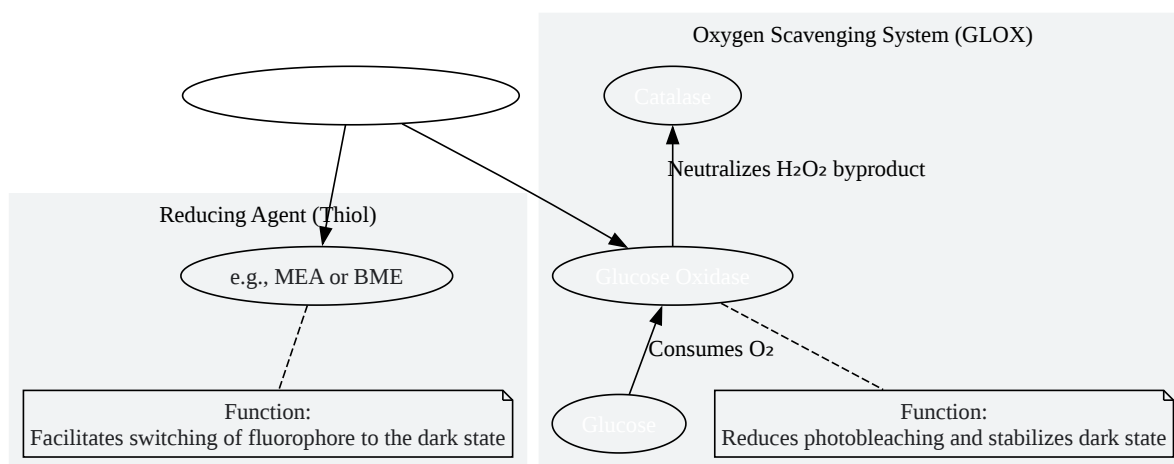 Oxygen Scavenging System (GLOX)
Catalase
Neutralizes H₂O₂ byproduct
Reducing Agent (Thiol)
e.g., MEA or BME
Glucose Oxidase
Consumes O₂
Glucose
Function:
Facilitates switching of fluorophore to the dark state
Function:
Reduces photobleaching and stabilizes dark state